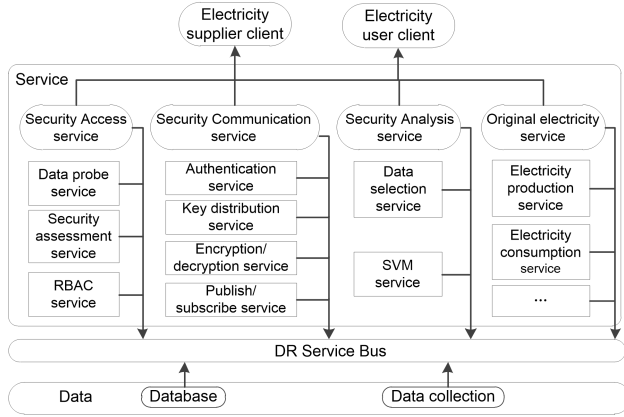 Electricity
supplier client
Electricity
user client
Service
Security Access
service
Security Communication
service
Security Analysis
service
Original electricity
service
Data probe
service
Security
assessment
service
RBAC
service
Authentication
service
Key distribution
service
Encryption/
decryption service
Publish/
subscribe service
Data
selection
service
SVM
service
Electricity
production
service
Electricity
consumption
service
...
DR Service Bus
Data
Database
Data collection